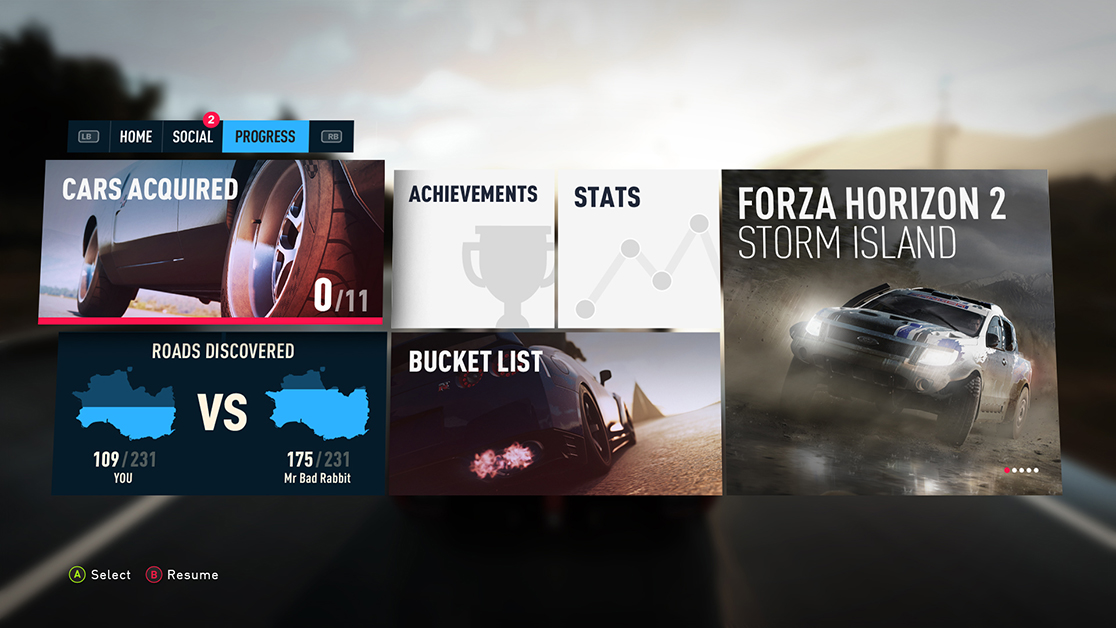 LB HOME SOCIAL 2 PROGRESS RB
CARS ACQUIRED
0/11
ACHIEVEMENTS
STATS
FORZA HORIZON 2
STORM ISLAND
ROADS DISCOVERED
VS
109/231
YOU
175/231
Mr Bad Rabbit
BUCKET LIST
A Select B Resume